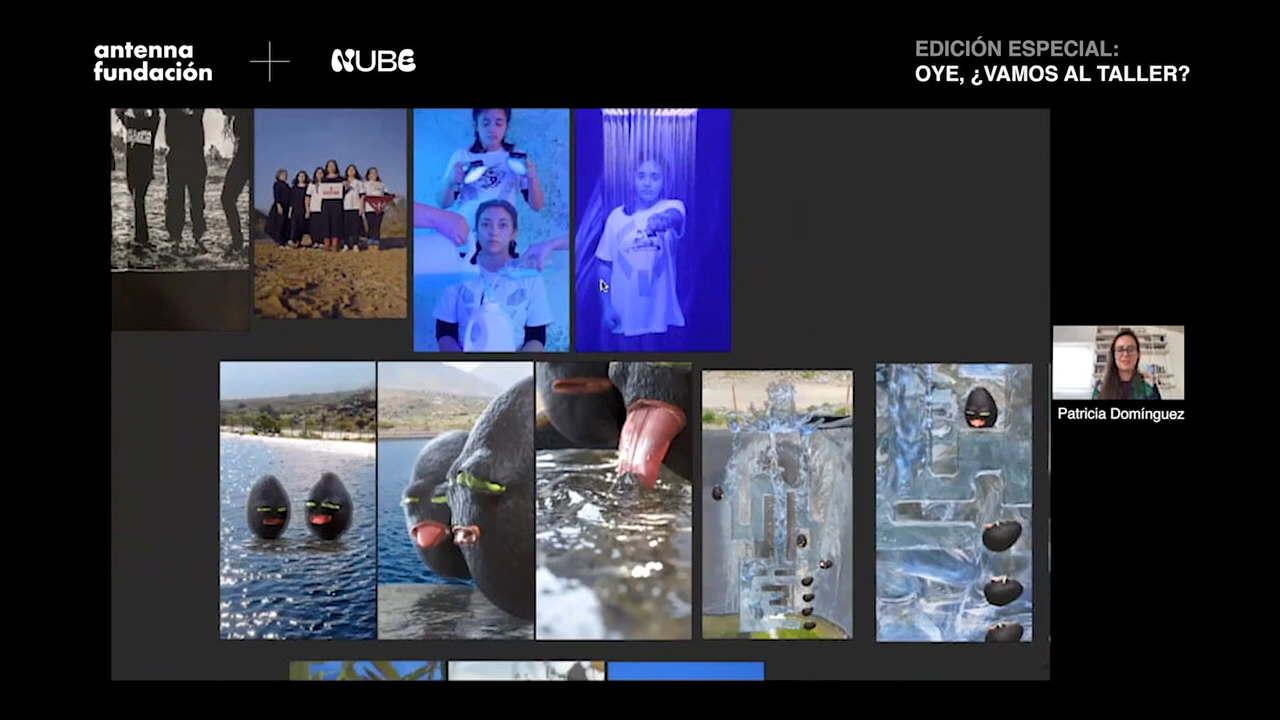 antenna
fundación
NUBE
EDICIÓN ESPECIAL:
OYE, ¿VAMOS AL TALLER?
Patricia Domínguez